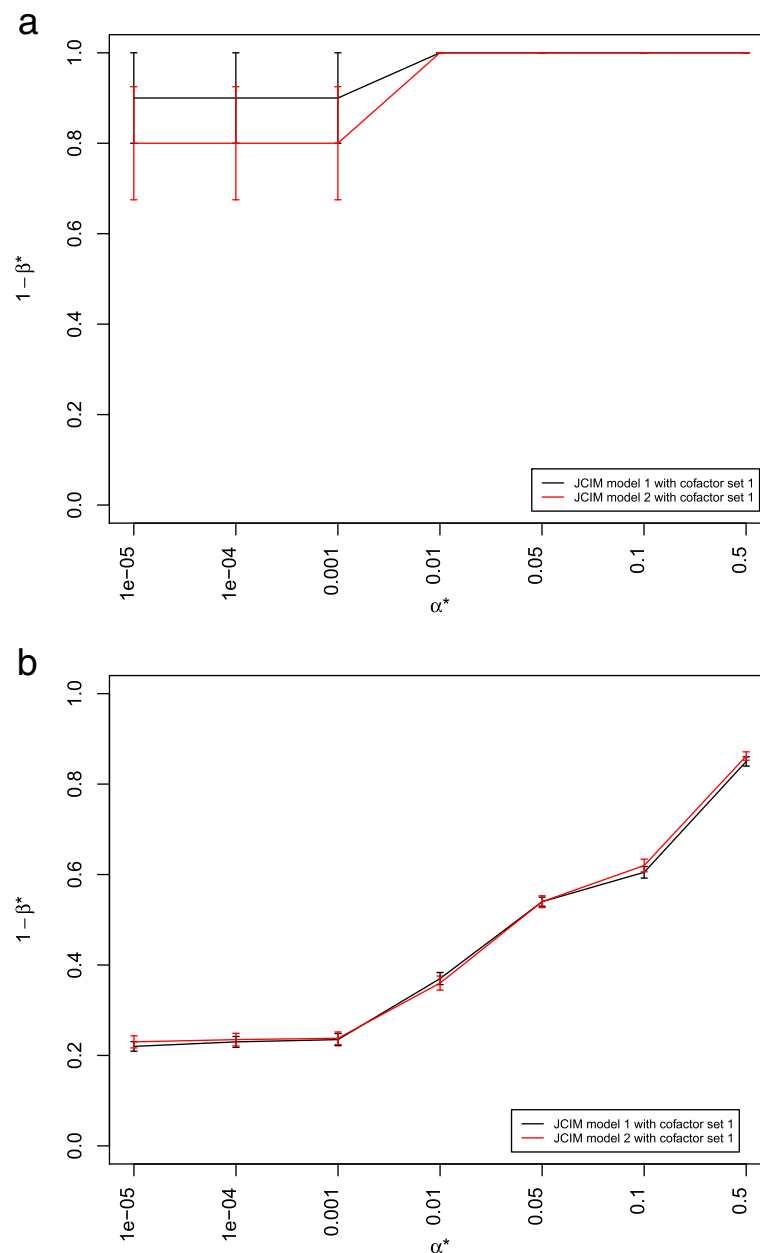 a
1.0
0.8
0.6
0.4
0.2
0.0
1 − β*
JCIM model 1 with cofactor set 1
JCIM model 2 with cofactor set 1
1e−05
1e−04
0.001
0.01
0.05
0.1
0.5
α*
b
1.0
0.8
0.6
0.4
0.2
0.0
1 − β*
JCIM model 1 with cofactor set 1
JCIM model 2 with cofactor set 1
1e−05
1e−04
0.001
0.01
0.05
0.1
0.5
α*